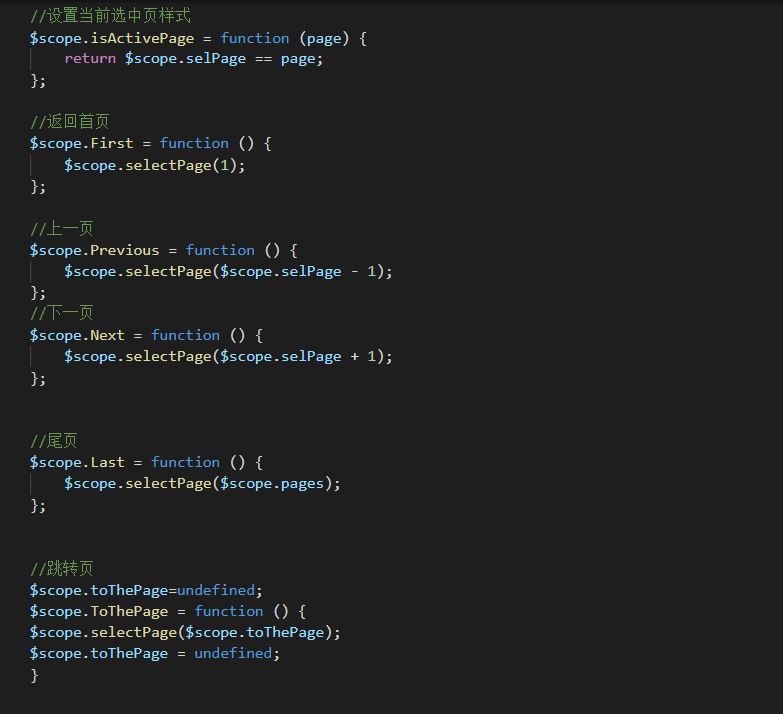 //设置当前选中页样式
$scope.isActivePage = function (page) {
return $scope.selPage == page;
};
//返回首页
$scope.First = function () {
$scope.selectPage(1);
};
//上一页
$scope.Previous = function () {
$scope.selectPage($scope.selPage - 1);
};
//下一页
$scope.Next = function () {
$scope.selectPage($scope.selPage + 1);
};
//尾页
$scope.Last = function () {
$scope.selectPage($scope.pages);
};
//跳转页
$scope.toThePage=undefined;
$scope.ToThePage = function () {
$scope.selectPage($scope.toThePage);
$scope.toThePage = undefined;
}